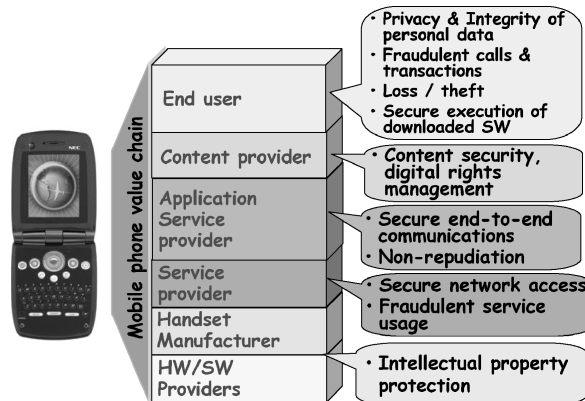 NEC
Mobile phone value chain
End user
Content provider
Application
Service
provider
Service
provider
Handset
Manufacturer
HW/SW
Providers
• Privacy & Integrity of
personal data
• Fraudulent calls &
transactions
• Loss / theft
• Secure execution of
downloaded SW
• Content security,
digital rights
management
• Secure end-to-end
communications
• Non-repudiation
• Secure network access
• Fraudulent service
usage
• Intellectual property
protection